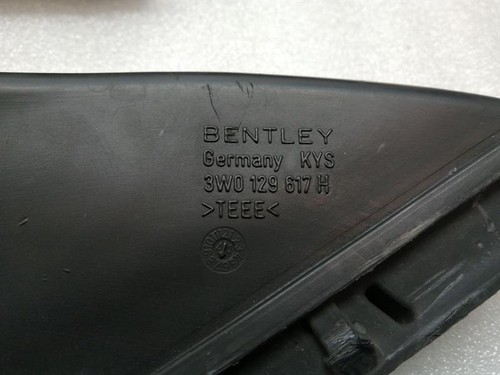 BENTLEY
Germany KYS
3W0 129 617 H
>TEEE<